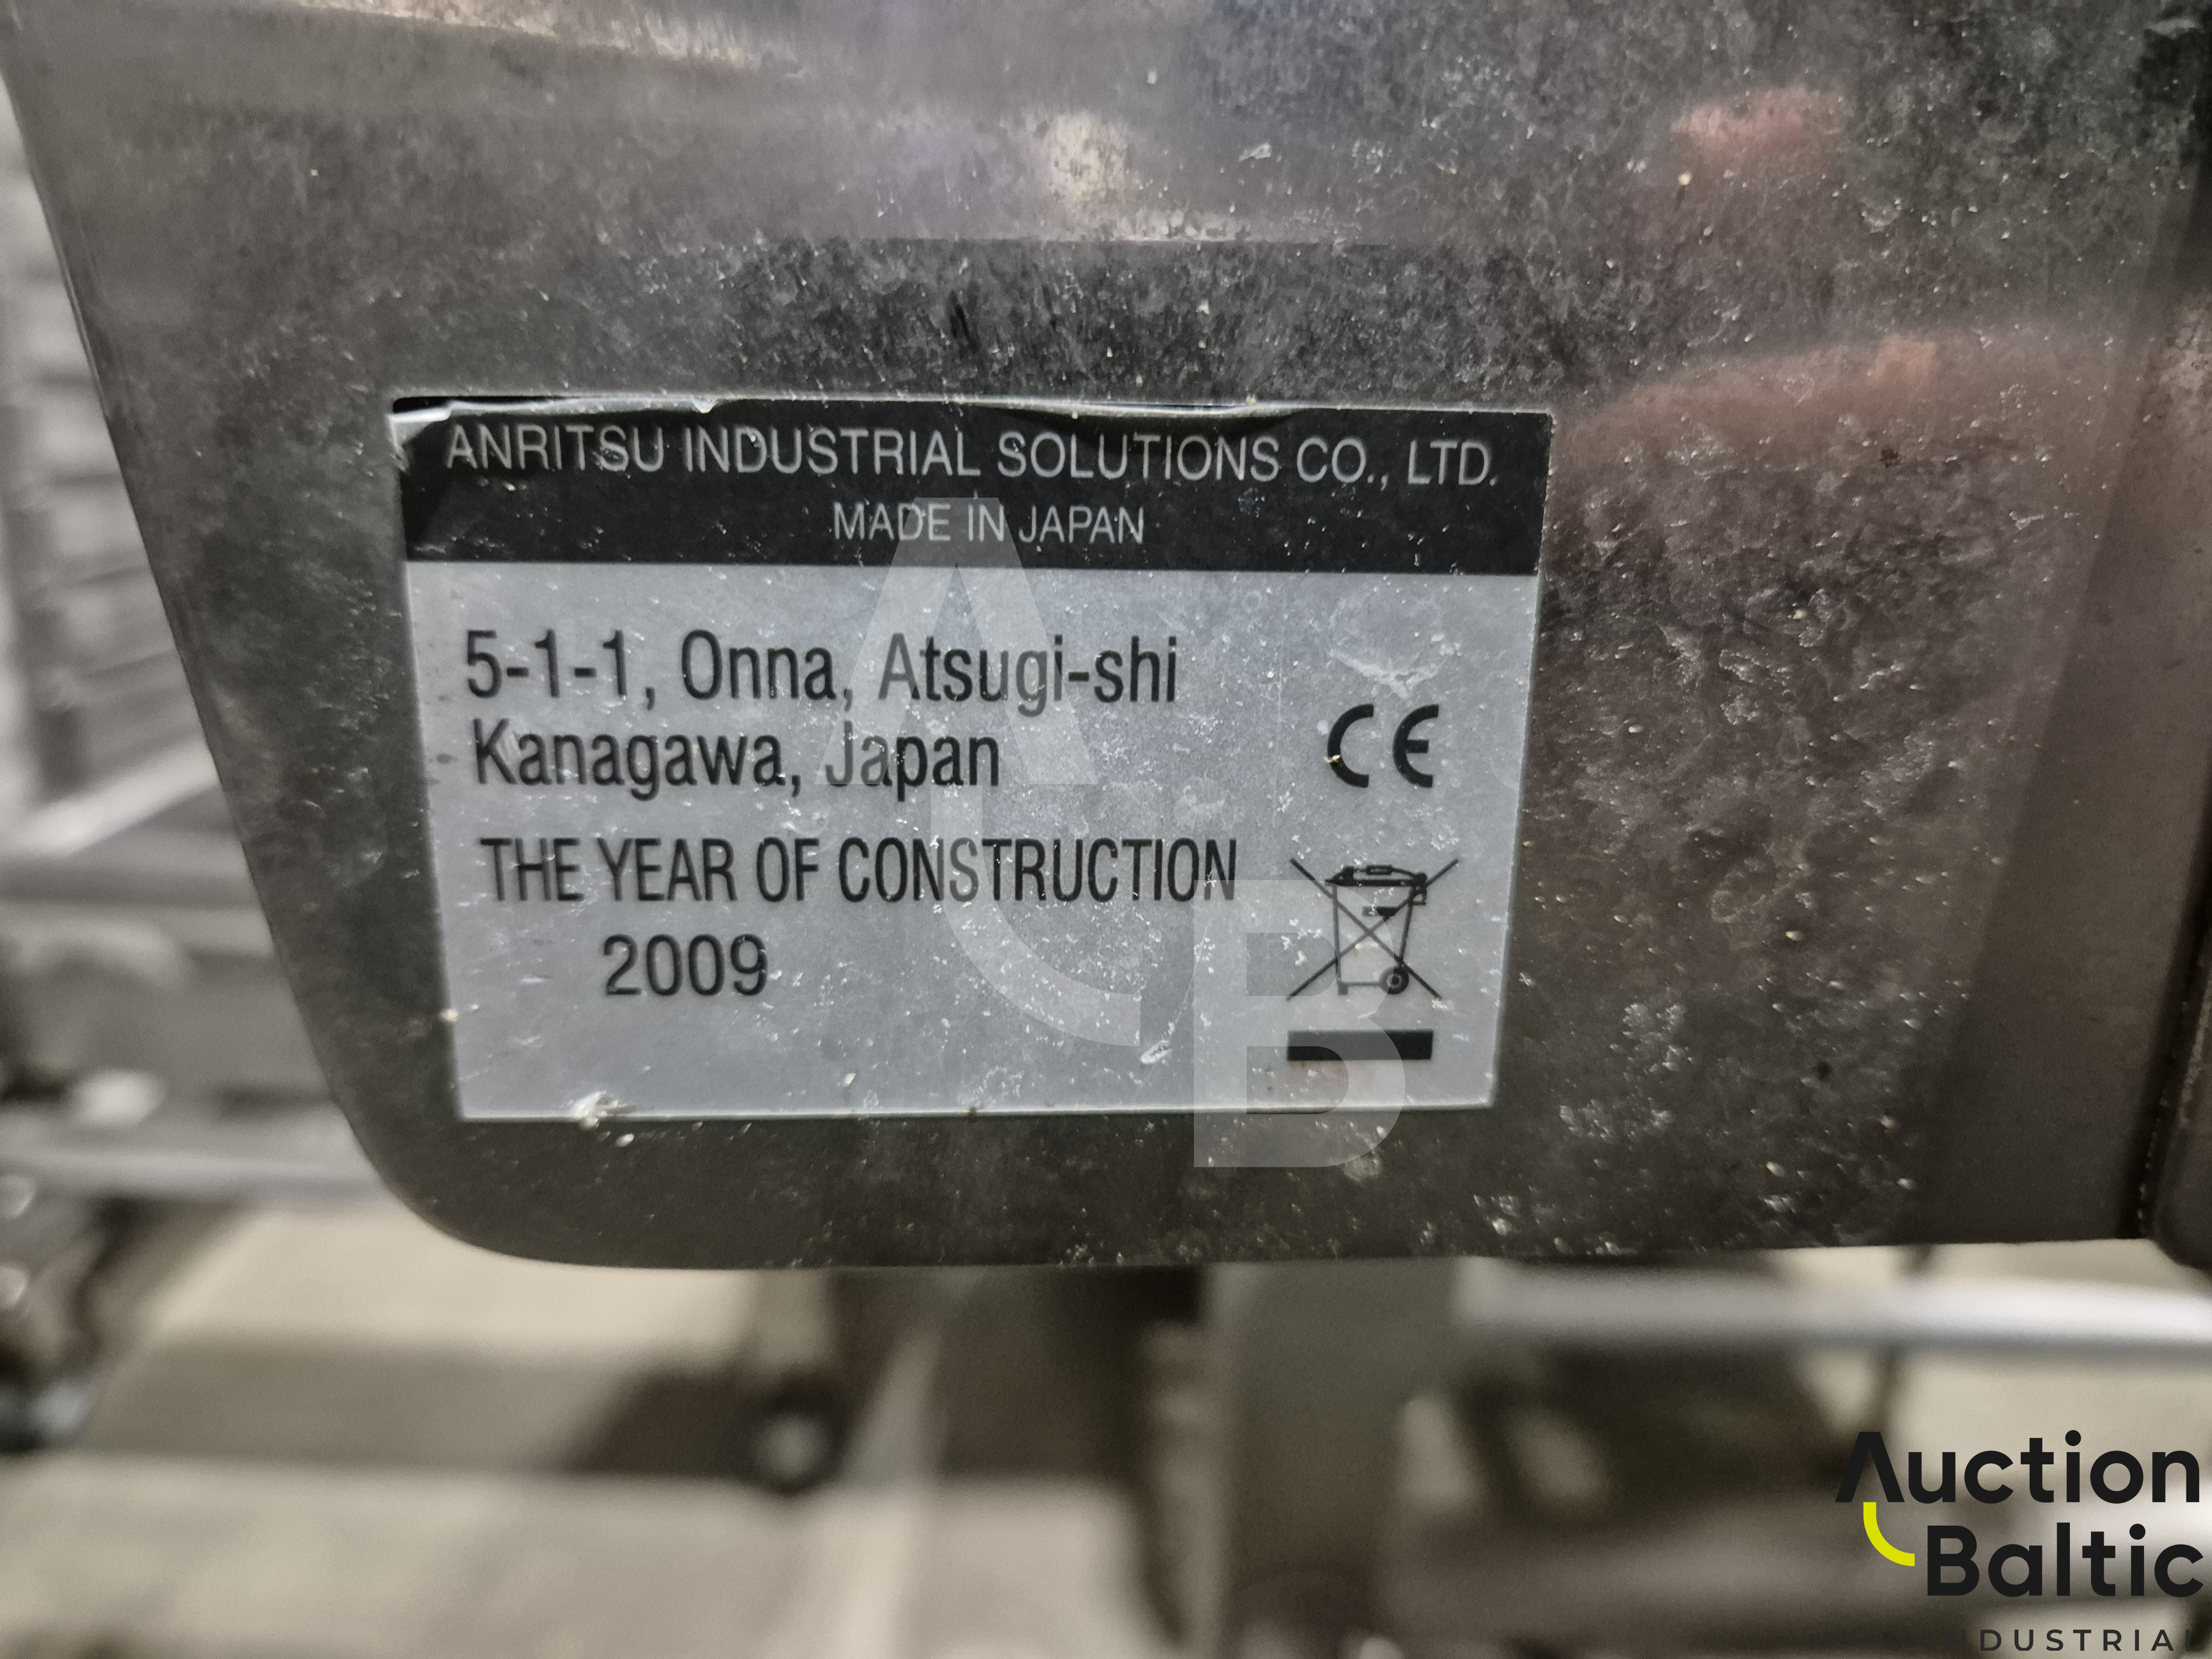 ANRITSU INDUSTRIAL SOLUTIONS CO., LTD.
MADE IN JAPAN
5-1-1, Onna, Atsugi-shi
Kanagawa, Japan
CE
THE YEAR OF CONSTRUCTION
2009
AB
Auction
Baltic
INDUSTRIAL